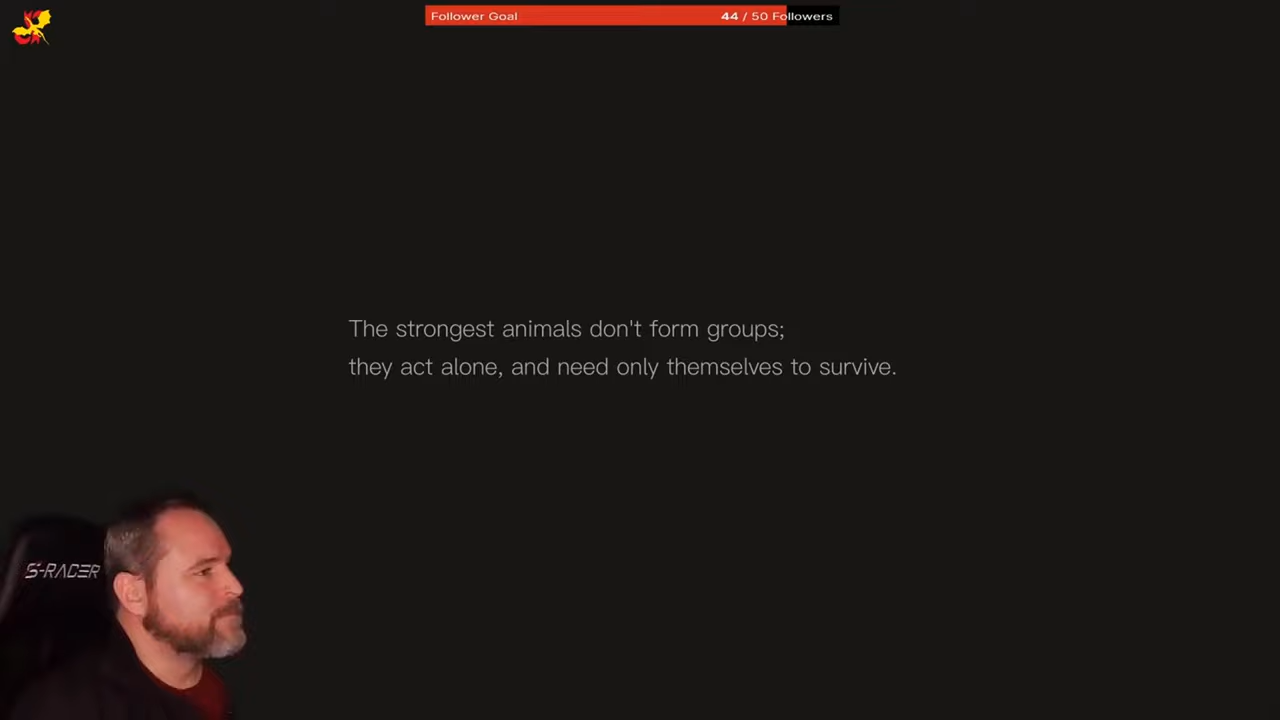 Follower Goal 44 / 50 Followers
The strongest animals don't form groups;
they act alone, and need only themselves to survive.
S-RACER